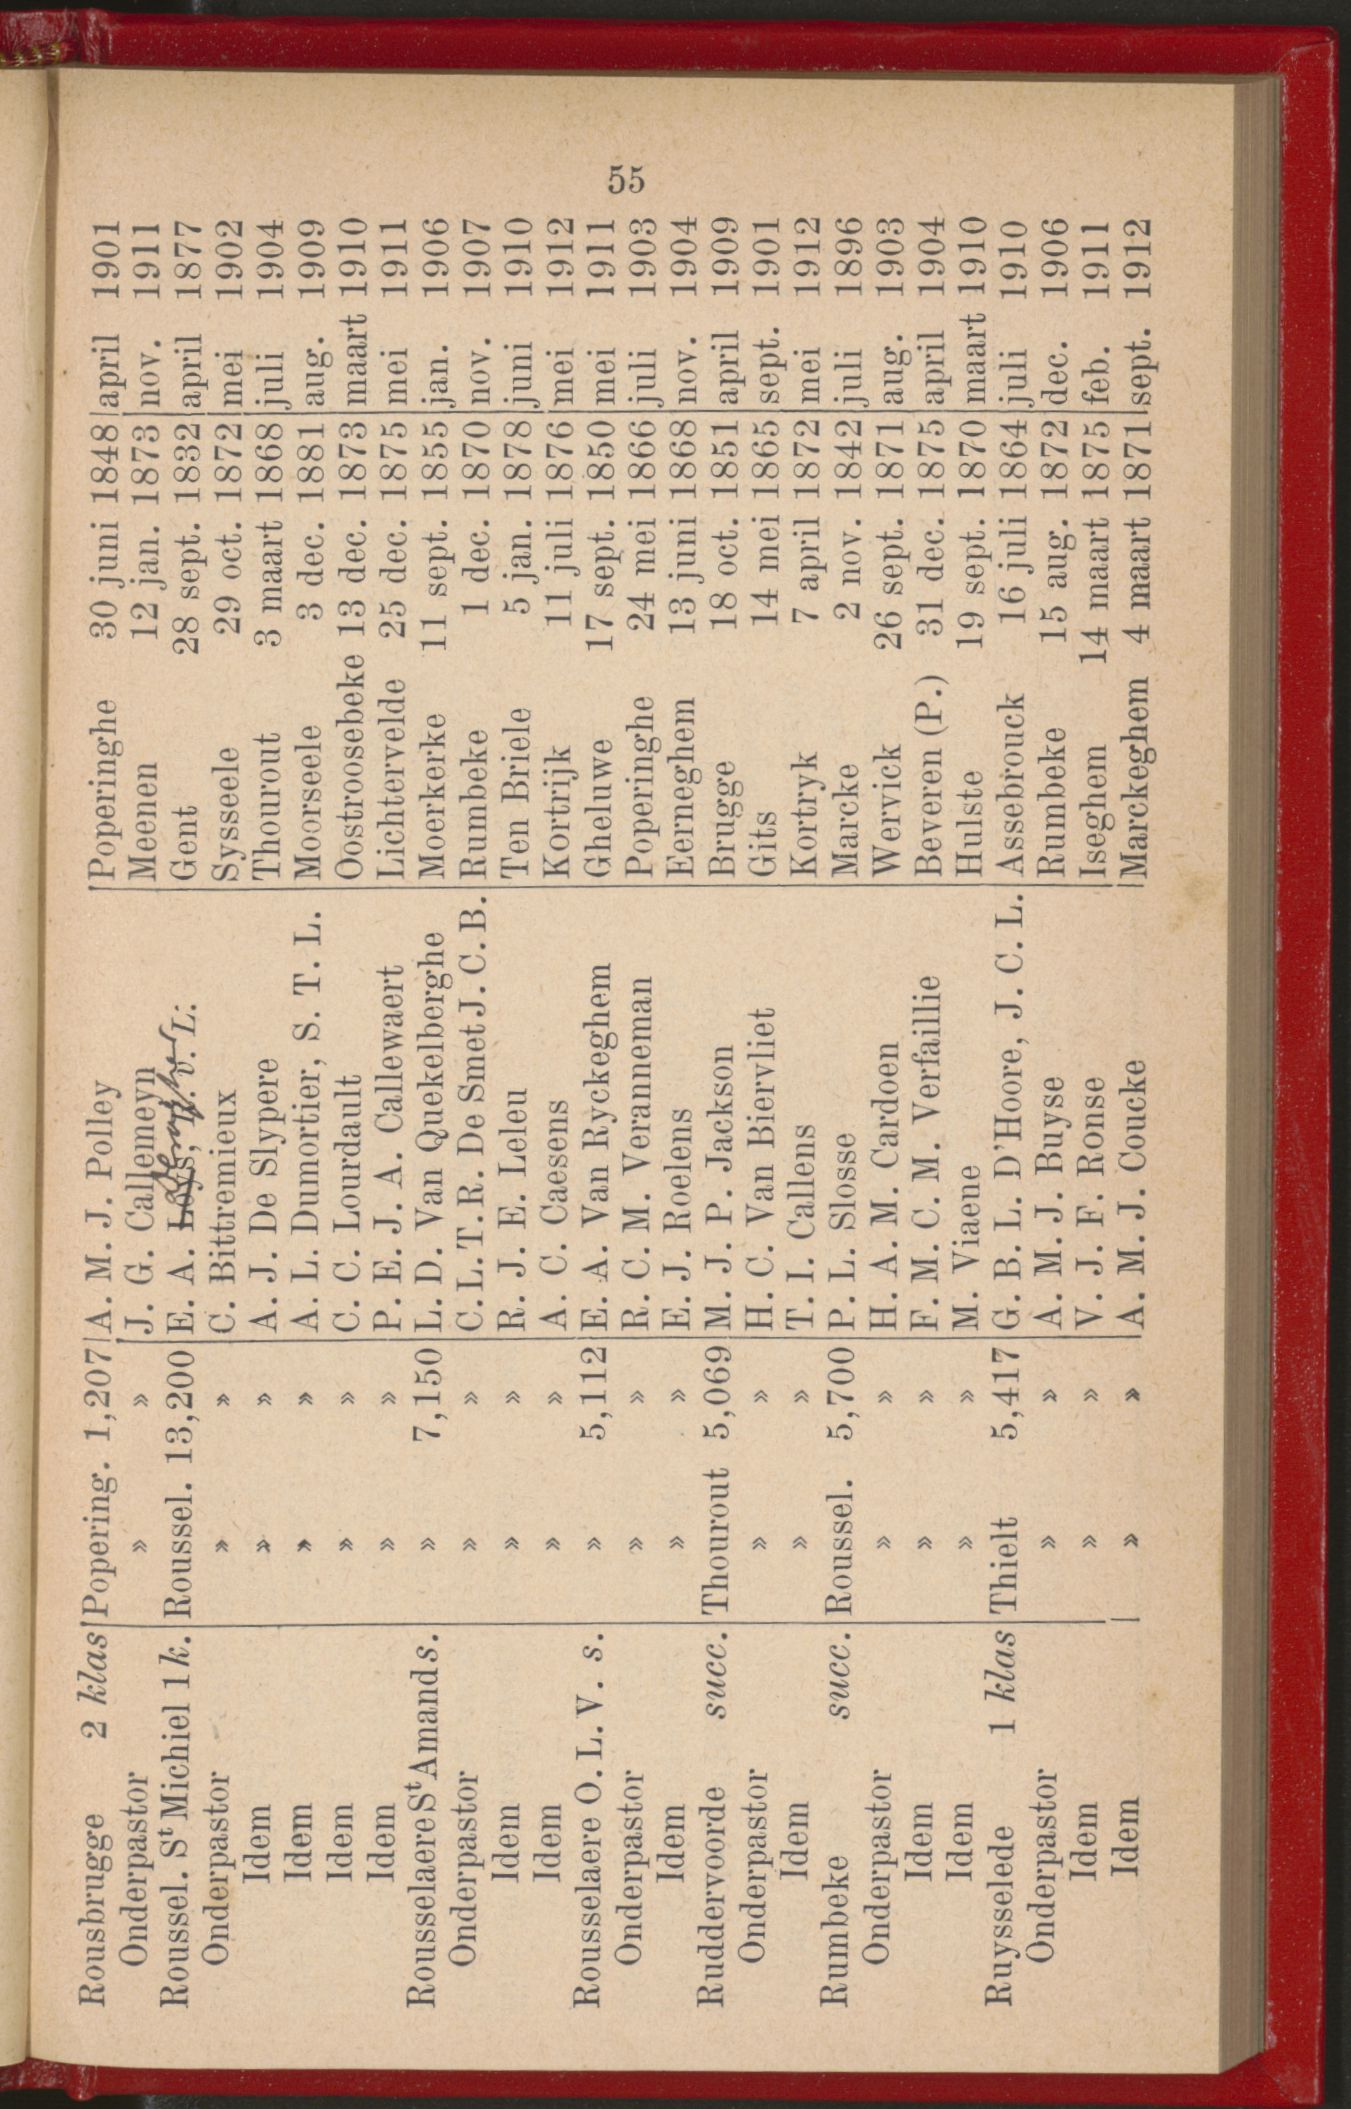 55
Rousbrugge 2 klas Popering. 1,207 A. M. J. Polley Poperinghe 30 juni 1848 april 1901
Onderpastor » » J. G. Callemeyn Meenen 12 jan. 1873 nov. 1911
Roussel. St Michiel 1 k. Roussel. 13,200 E. A. Loys, D. v. L: Gent 28 sept. 1832 april 1877
Onderpastor » » C. Bittremieux Sysseele 29 oct. 1872 mei 1902
Idem » » A. J. De Slypere Thourout 3 maart 1868 juli 1904
Idem » » A. L. Dumortier, S. T. L. Moorseele 3 dec. 1881 aug. 1909
Idem » » C. C. Lourdault Oostroosebeke 13 dec. 1873 maart 1910
Idem » » P. E. J. A. Callewaert Lichtervelde 25 dec. 1875 mei 1911
Rousselaere St Amand s. » 7,150 L. D. Van Quekelberghe Moerkerke 11 sept. 1855 jan. 1906
Onderpastor » » C. L. T. R. De Smet J. C. B. Rumbeke 1 dec. 1870 nov. 1907
Idem » » R. J. E. Leleu Ten Briele 5 jan. 1878 juni 1910
Idem » » A. C. Caesens Kortrijk 11 juli 1876 mei 1912
Rousselaere O. L. V. s. » 5,112 E. A. Van Ryckeghem Gheluwe 17 sept. 1850 mei 1911
Onderpastor » » R. C. M. Veranneman Poperinghe 24 mei 1866 juli 1903
Idem » » E. J. Roelens Eerneghem 13 juni 1868 nov. 1904
Ruddervoorde succ. Thourout 5,069 M. J. P. Jackson Brugge 18 oct. 1851 april 1909
Onderpastor » » H. C. Van Biervliet Gits 14 mei 1865 sept. 1901
Idem » » T. I. Callens Kortryk 7 april 1872 mei 1912
Rumbeke succ. Roussel. 5,700 P. L. Slosse Marcke 2 nov. 1842 juli 1896
Onderpastor » » H. A. M. Cardoen Wervick 26 sept. 1871 aug. 1903
Idem » » F. M. C. M. Verfaillie Beveren (P.) 31 dec. 1875 april 1904
Idem » » M. Viaene Hulste 19 sept. 1870 maart 1910
Ruysselede 1 klas Thielt 5,417 G. B. L. D'Hoore, J. C. L. Assebrouck 16 juli 1864 juli 1910
Onderpastor » » A. M. J. Buyse Rumbeke 15 aug. 1872 dec. 1906
Idem » » V. J. F. Ronse Iseghem 14 maart 1875 feb. 1911
Idem » » A. M. J. Coucke Marckeghem 4 maart 1871 sept. 1912